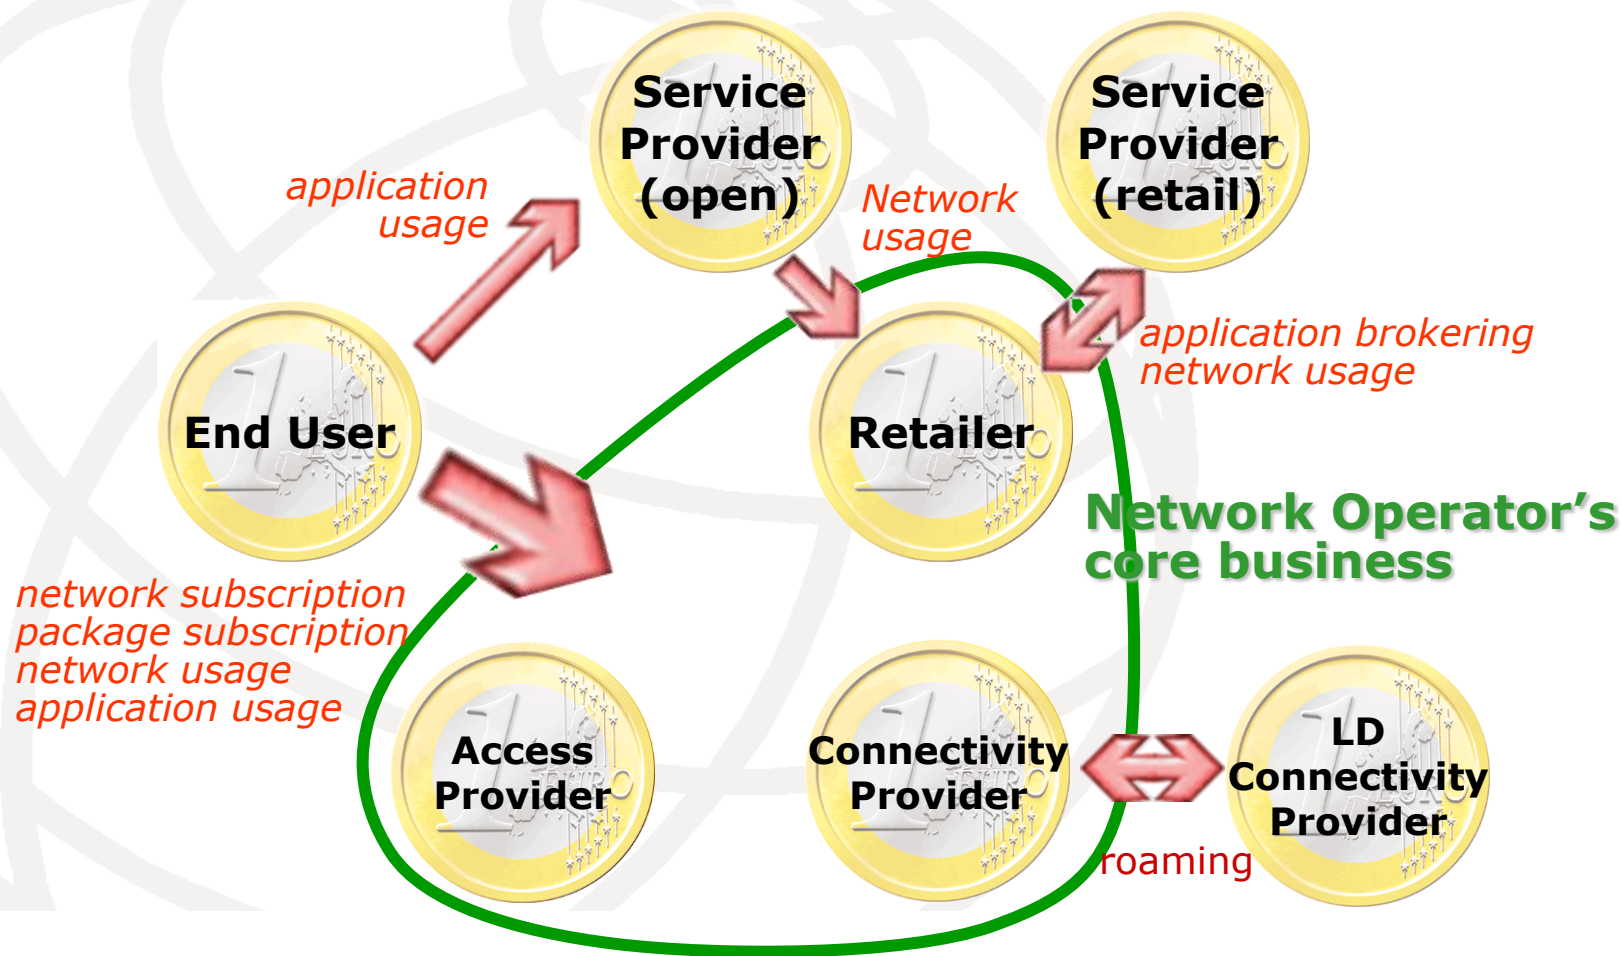 Service
Provider
(open)
Service
Provider
(retail)
application
usage
Network
usage
application brokering
network usage
End User
Retailer
Network Operator’s
core business
network subscription
package subscription
network usage
application usage
Access
Provider
Connectivity
Provider
LD
Connectivity
Provider
roaming